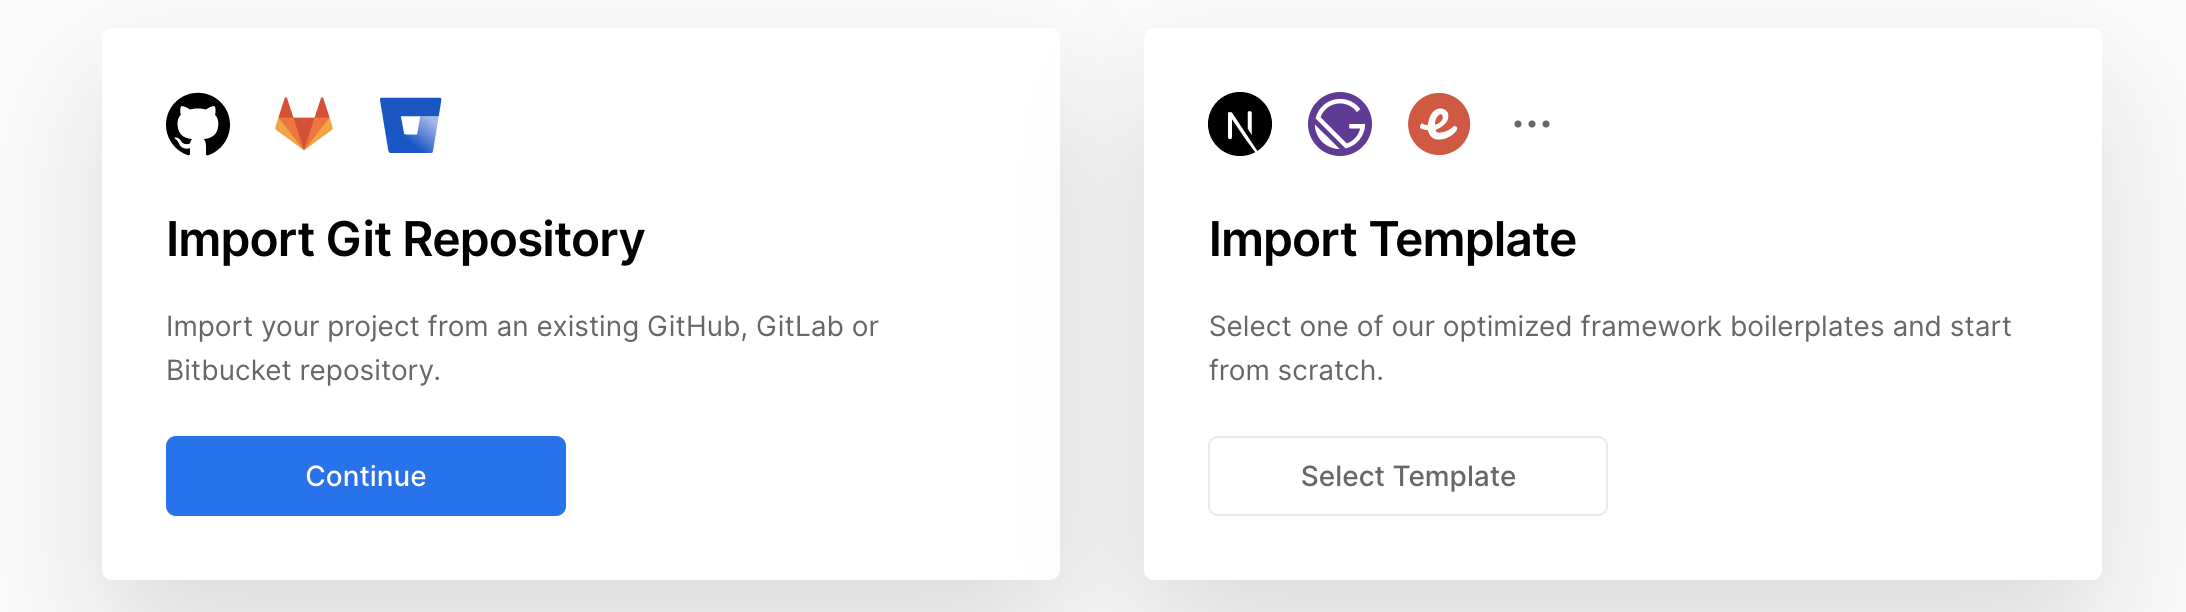 Import Git Repository
Import your project from an existing GitHub, GitLab or
Bitbucket repository.
Continue
Import Template
Select one of our optimized framework boilerplates and start
from scratch.
Select Template